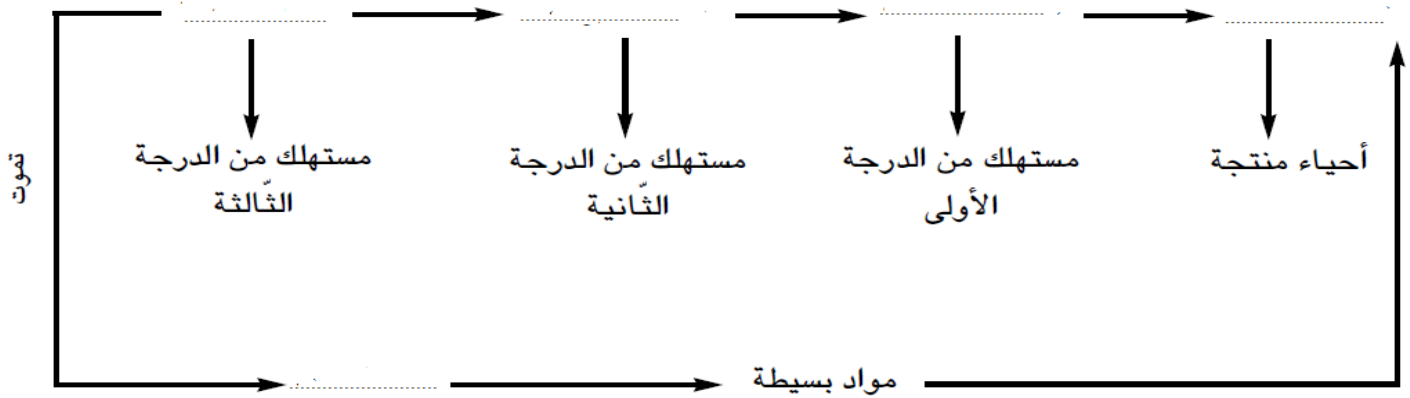 أحياء منتجة
مستهلك من الدرجة
الأولى
مستهلك من الدرجة
الثّانية
مستهلك من الدرجة
الثّالثة
تموت
مواد بسيطة